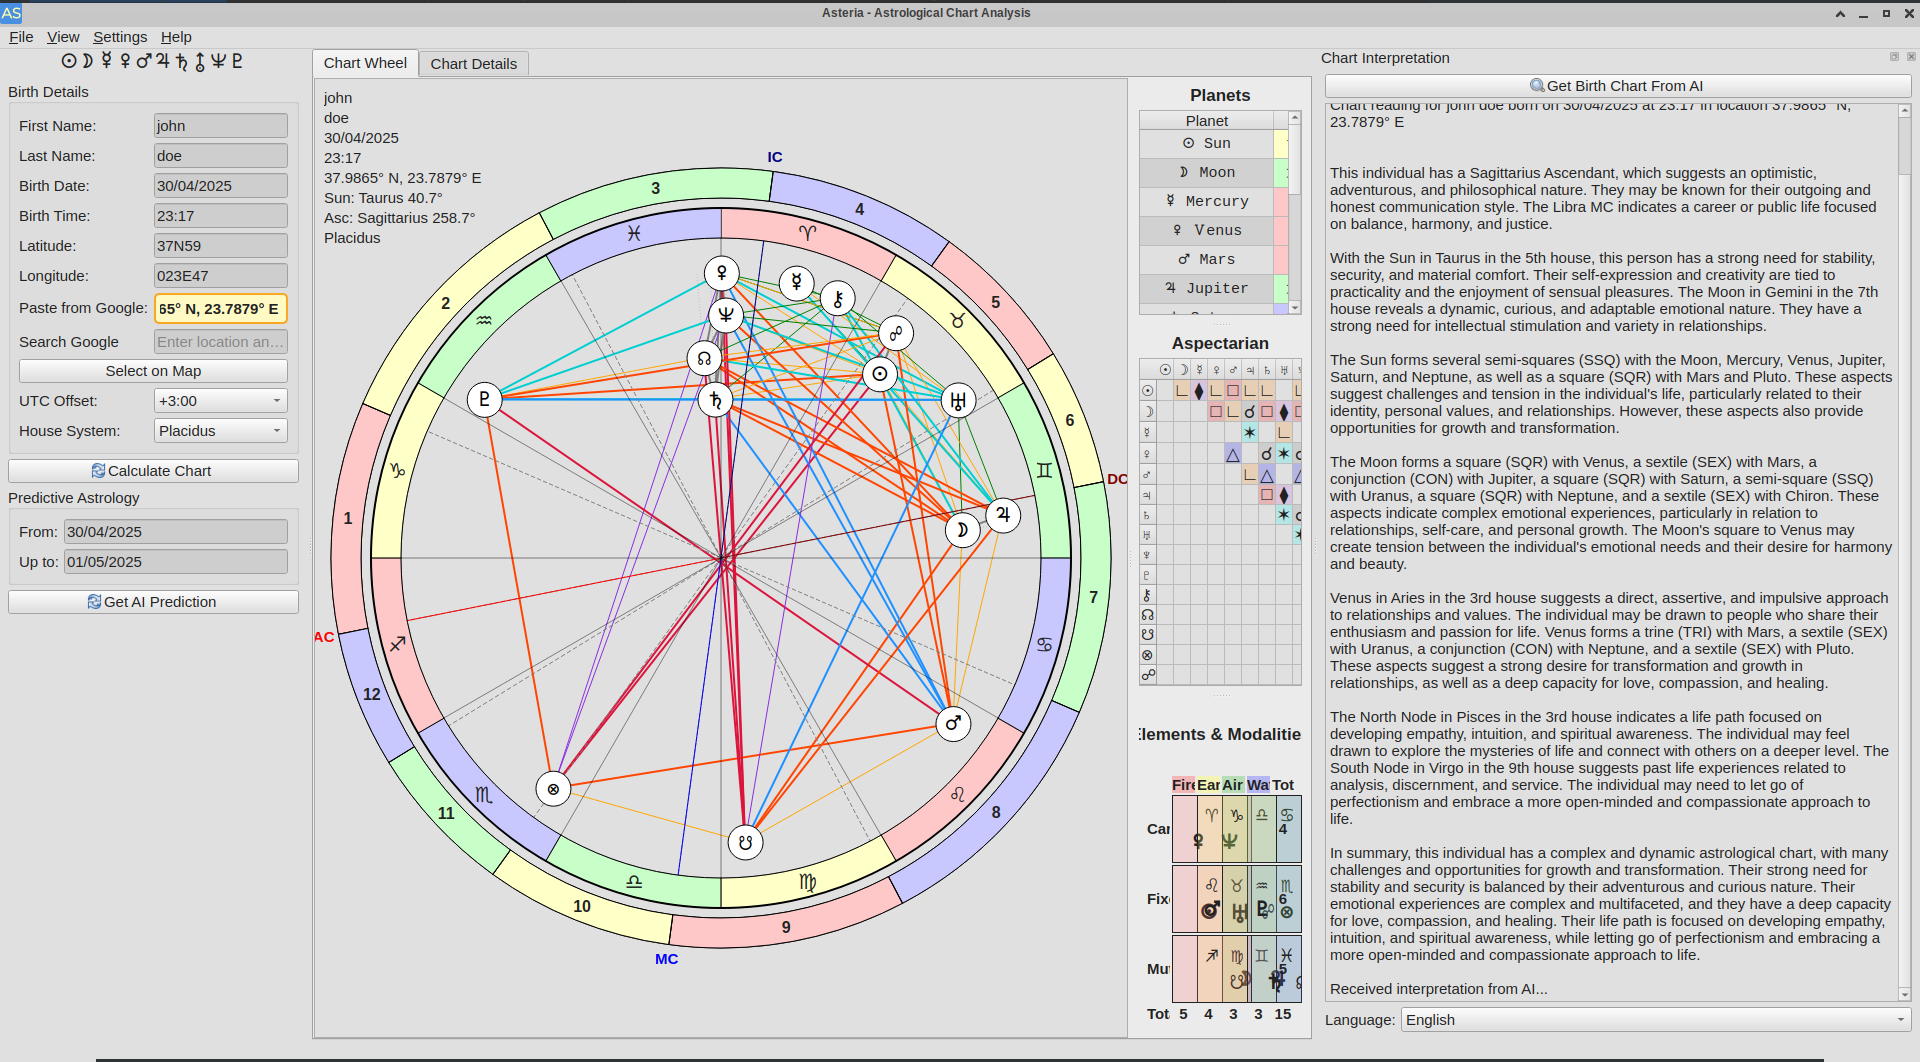 AS
Asteria - Astrological Chart Analysis
File View Settings Help
☉☽☿♀♂♃♄⛢♆♇
Birth Details
First Name: john
Last Name: doe
Birth Date: 30/04/2025
Birth Time: 23:17
Latitude: 37N59
Longitude: 023E47
Paste from Google: 65° N, 23.7879° E
Search Google Enter location an...
Select on Map
UTC Offset: +3:00
House System: Placidus
Calculate Chart
Predictive Astrology
From: 30/04/2025
Up to: 01/05/2025
Get AI Prediction
Chart Wheel
Chart Details
john
doe
30/04/2025
23:17
37.9865° N, 23.7879° E
Sun: Taurus 40.7°
Asc: Sagittarius 258.7°
Placidus
IC
3
4
2
5
6
DC
1
7
AC
12
8
11
10
9
MC
♓ ♈
♒ ♉
♑ ♊
♐ ♋
♏ ♌
♎ ♍
♀ ☿ ⚷
♆ ☍
☊ ☉
♇ ♄ ♅
☽ ♃
♂
⊗
☋
Planets
Planet
☉ Sun
☽ Moon
☿ Mercury
♀ Venus
♂ Mars
♃ Jupiter
Aspectarian
☉ ☽ ☿ ♀ ♂ ♃ ♄ ♅
☉
☽
☿
♀
♂
♃
♄
♅
♆
♇
⚷
☊
☋
⊗
☍
Elements & Modalitie
Fire Ear Air Wa Tot
Car ♈ ♑ ♎ ♋ 4
♀ ♆
Fix ♌ ♉ ♒ ♏ 6
♂ ♅ ♇ ☍ ⊗
Mut ♐ ♍ ♊ ♓ 5
Tot 5 4 3 3 15
Chart Interpretation
Get Birth Chart From AI
Chart reading for john doe born on 30/04/2025 at 23:17 in location 37.9865° N,
23.7879° E
This individual has a Sagittarius Ascendant, which suggests an optimistic,
adventurous, and philosophical nature. They may be known for their outgoing and
honest communication style. The Libra MC indicates a career or public life focused
on balance, harmony, and justice.
With the Sun in Taurus in the 5th house, this person has a strong need for stability,
security, and material comfort. Their self-expression and creativity are tied to
practicality and the enjoyment of sensual pleasures. The Moon in Gemini in the 7th
house reveals a dynamic, curious, and adaptable emotional nature. They have a
strong need for intellectual stimulation and variety in relationships.
The Sun forms several semi-squares (SSQ) with the Moon, Mercury, Venus, Jupiter,
Saturn, and Neptune, as well as a square (SQR) with Mars and Pluto. These aspects
suggest challenges and tension in the individual's life, particularly related to their
identity, personal values, and relationships. However, these aspects also provide
opportunities for growth and transformation.
The Moon forms a square (SQR) with Venus, a sextile (SEX) with Mars, a
conjunction (CON) with Jupiter, a square (SQR) with Saturn, a semi-square (SSQ)
with Uranus, a square (SQR) with Neptune, and a sextile (SEX) with Chiron. These
aspects indicate complex emotional experiences, particularly in relation to
relationships, self-care, and personal growth. The Moon's square to Venus may
create tension between the individual's emotional needs and their desire for harmony
and beauty.
Venus in Aries in the 3rd house suggests a direct, assertive, and impulsive approach
to relationships and values. The individual may be drawn to people who share their
enthusiasm and passion for life. Venus forms a trine (TRI) with Mars, a sextile (SEX)
with Uranus, a conjunction (CON) with Neptune, and a sextile (SEX) with Pluto.
These aspects suggest a strong desire for transformation and growth in
relationships, as well as a deep capacity for love, compassion, and healing.
The North Node in Pisces in the 3rd house indicates a life path focused on
developing empathy, intuition, and spiritual awareness. The individual may feel
drawn to explore the mysteries of life and connect with others on a deeper level. The
South Node in Virgo in the 9th house suggests past life experiences related to
analysis, discernment, and service. The individual may need to let go of
perfectionism and embrace a more open-minded and compassionate approach to
life.
In summary, this individual has a complex and dynamic astrological chart, with many
challenges and opportunities for growth and transformation. Their strong need for
stability and security is balanced by their adventurous and curious nature. Their
emotional experiences are complex and multifaceted, and they have a deep capacity
for love, compassion, and healing. Their life path is focused on developing empathy,
intuition, and spiritual awareness, while letting go of perfectionism and embracing a
more open-minded and compassionate approach to life.
Received interpretation from AI...
Language: English